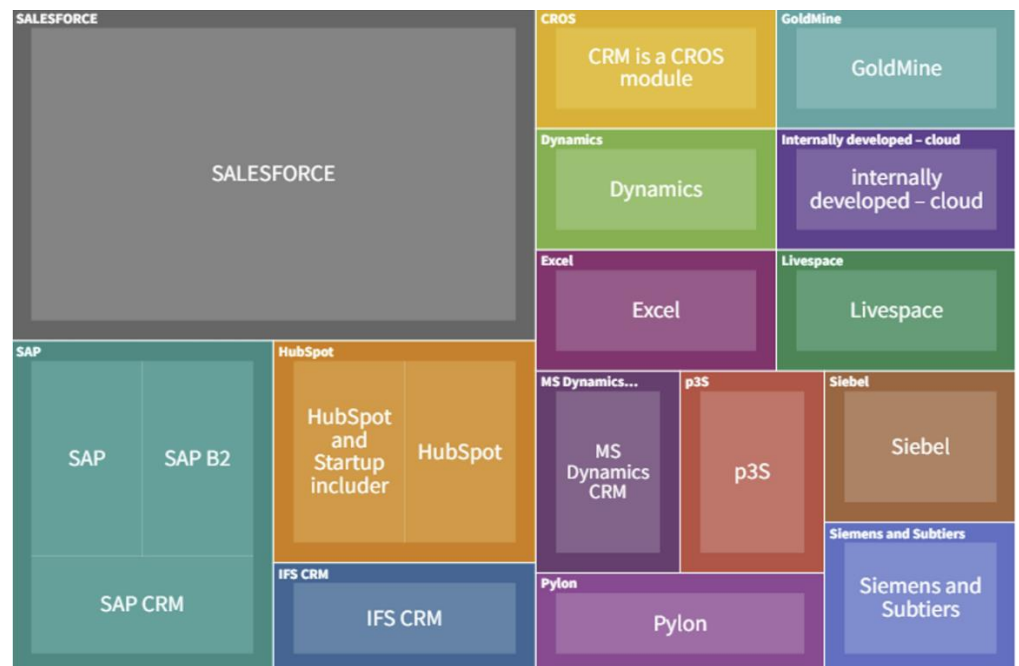 SALESFORCE
SALESFORCE
CROS
CRM is a CROS
module
GoldMine
GoldMine
Dynamics
Dynamics
Internally developed – cloud
internally
developed – cloud
Excel
Excel
Livespace
Livespace
SAP
SAP
SAP B2
SAP CRM
HubSpot
HubSpot
and
Startup
includer
HubSpot
IFS CRM
IFS CRM
MS Dynamics...
MS
Dynamics
CRM
p3S
p3S
Siebel
Siebel
Pylon
Pylon
Siemens and Subtiers
Siemens and
Subtiers